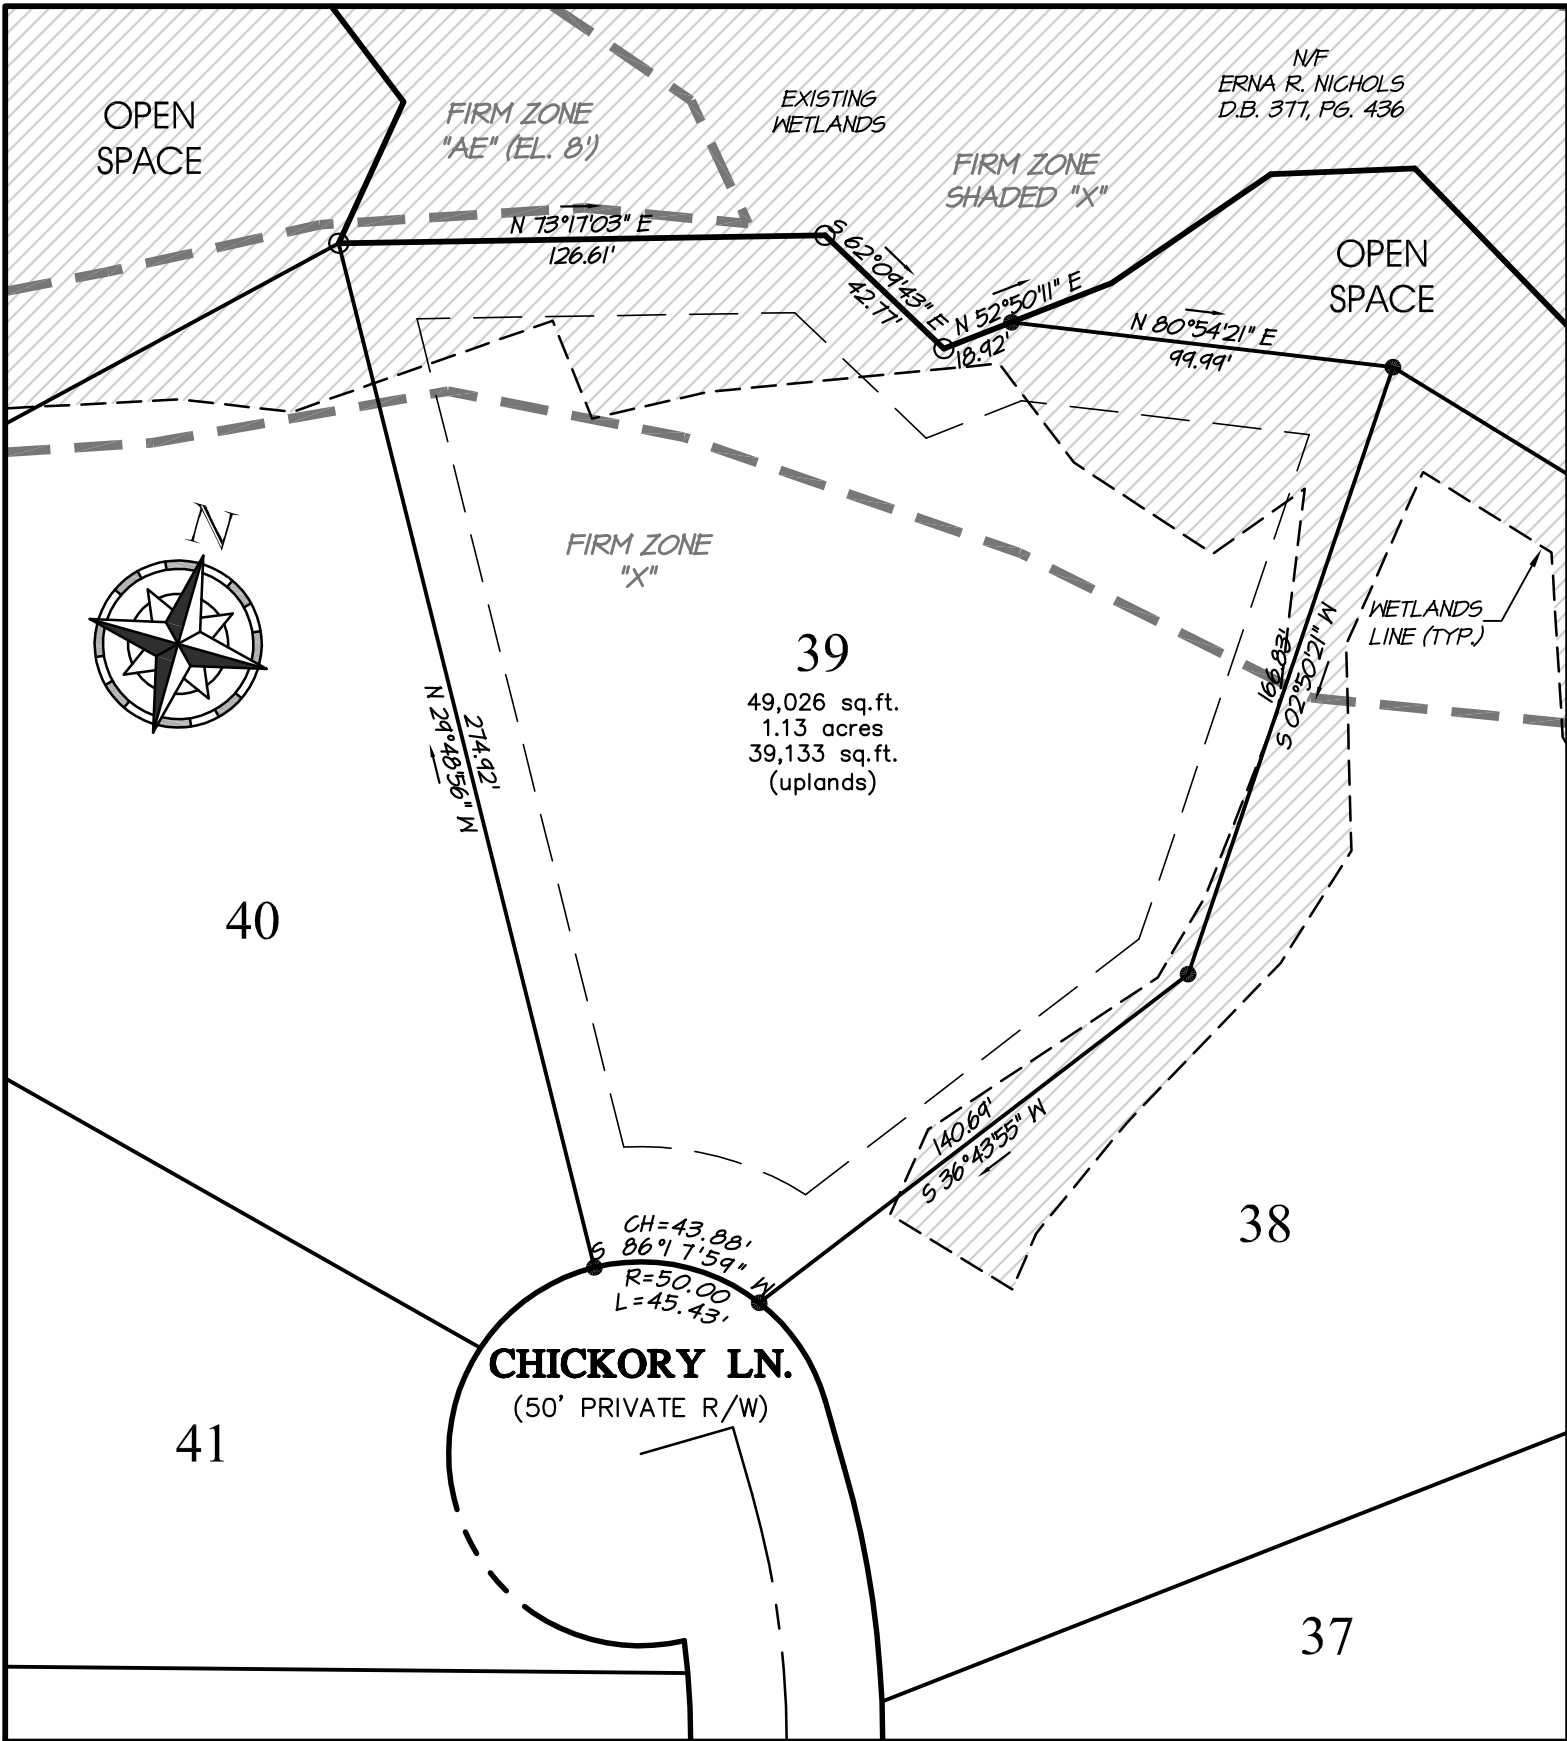 N/F
ERNA R. NICHOLS
D.B. 377, PG. 436
OPEN
SPACE
FIRM ZONE
"AE" (EL. 8')
EXISTING
WETLANDS
FIRM ZONE
SHADED "X"
N 73°17'03" E
126.61'
S 62°09'43" E
42.77'
N 52°50'11" E
18.92'
OPEN
SPACE
N 80°54'21" E
99.99'
N
FIRM ZONE
"X"
WETLANDS
LINE (TYP.)
39
49,026 sq.ft.
1.13 acres
39,133 sq.ft.
(uplands)
166.83'
S 02°50'21" W
274.92'
N 29°48'56" W
40
140.69'
S 36°43'55" W
38
CH=43.88'
S 86°17'59" W
R=50.00
L=45.43'
CHICKORY LN.
(50' PRIVATE R/W)
41
37